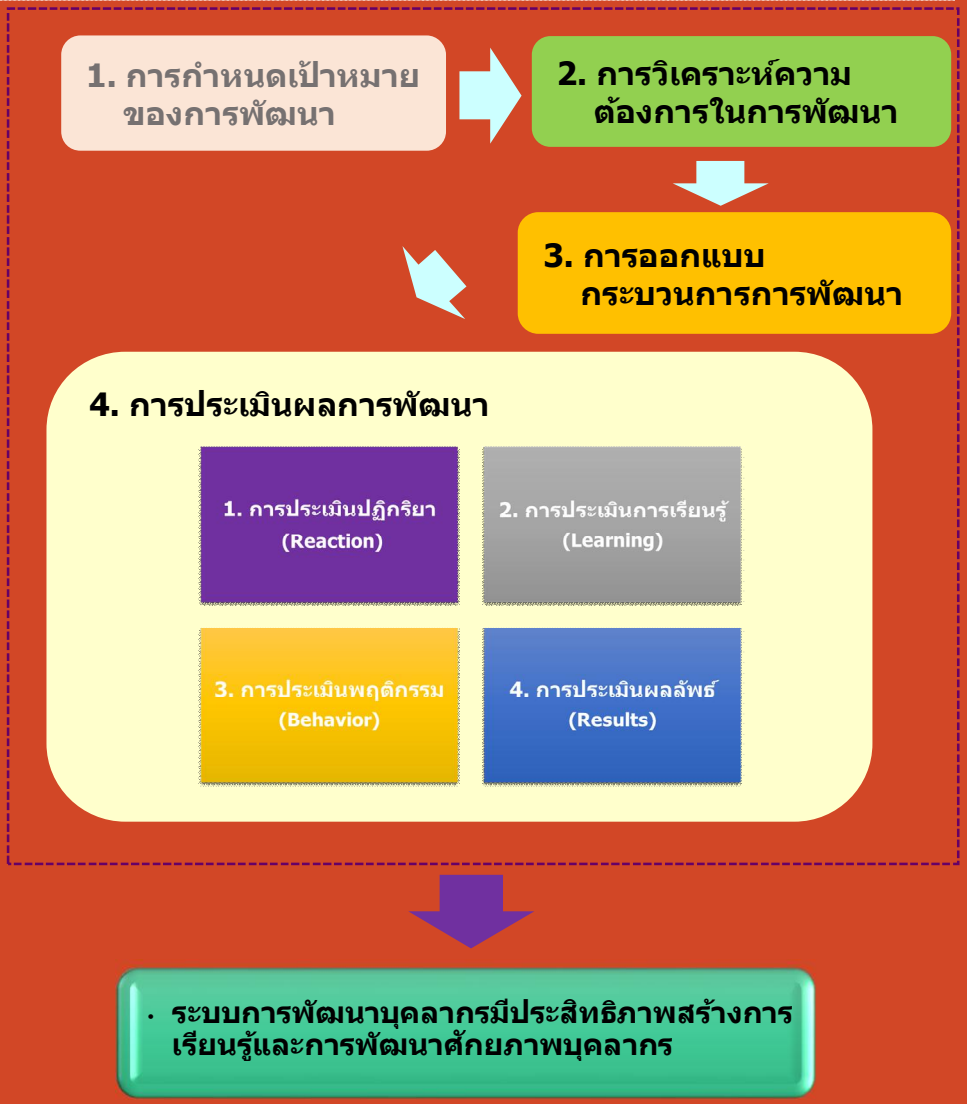 1. การกำหนดเป้าหมาย
ของการพัฒนา
2. การวิเคราะห์ความ
ต้องการในการพัฒนา
3. การออกแบบ
กระบวนการการพัฒนา
4. การประเมินผลการพัฒนา
1. การประเมินปฏิกริยา
(Reaction)
2. การประเมินการเรียนรู้
(Learning)
3. การประเมินพฤติกรรม
(Behavior)
4. การประเมินผลลัพธ์
(Results)
· ระบบการพัฒนาบุคลากรมีประสิทธิภาพสร้างการ
เรียนรู้และการพัฒนาศักยภาพบุคลากร